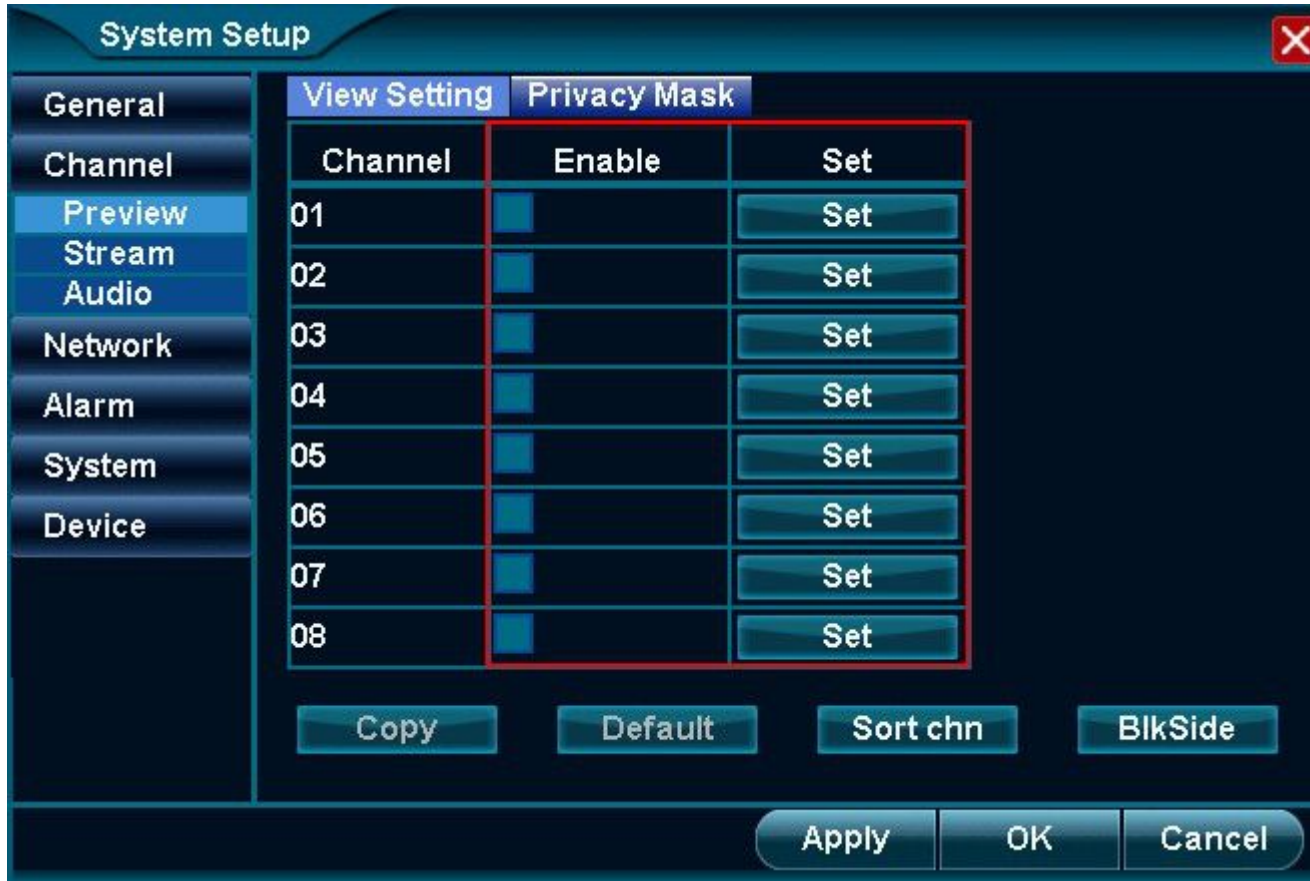 System Setup
General
Channel
Preview
Stream
Audio
Network
Alarm
System
Device
View Setting Privacy Mask
Channel Enable Set
01 Set
02 Set
03 Set
04 Set
05 Set
06 Set
07 Set
08 Set
Copy Default Sort chn BlkSide
Apply OK Cancel